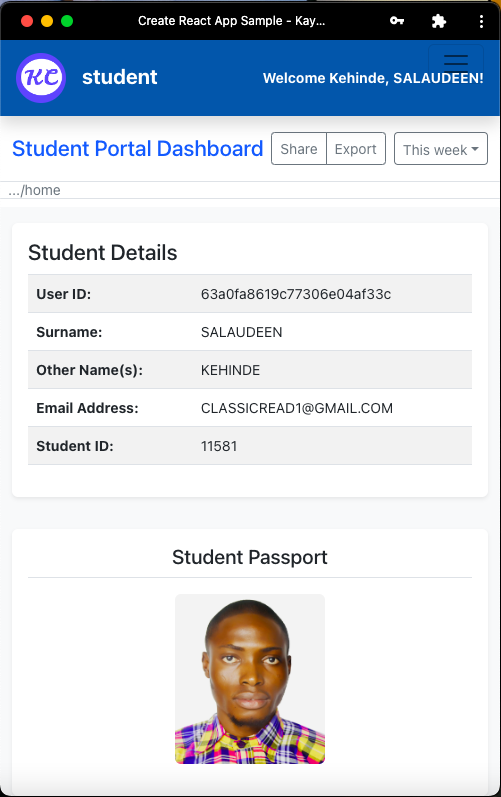 Create React App Sample - Kay...
KC student
Welcome Kehinde, SALAUDEEN!
Student Portal Dashboard Share Export This week
.../home
Student Details
User ID: 63a0fa8619c77306e04af33c
Surname: SALAUDEEN
Other Name(s): KEHINDE
Email Address: CLASSICREAD1@GMAIL.COM
Student ID: 11581
Student Passport